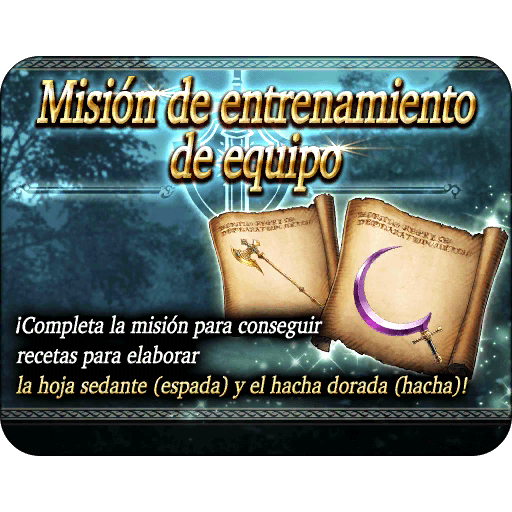 Misión de entrenamiento
de equipo
¡Completa la misión para conseguir
recetas para elaborar
la hoja sedante (espada) y el hacha dorada (hacha)!